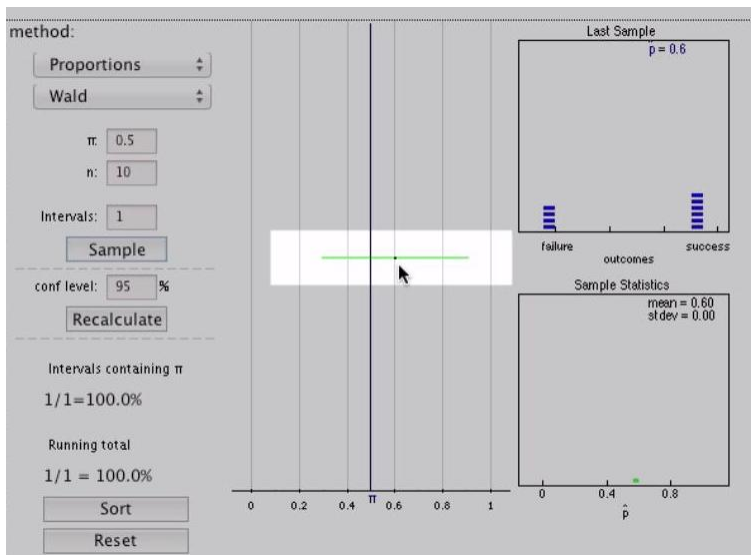 method:
Proportions
Wald
π: 0.5
n: 10
Intervals: 1
Sample
conf level: 95 %
Recalculate
Intervals containing π
1/1=100.0%
Running total
1/1 = 100.0%
Sort
Reset
0 0.2 0.4 π 0.6 0.8 1
Last Sample
p̂ = 0.6
failure success
outcomes
Sample Statistics
mean = 0.60
st dev = 0.00
0 0.4 0.8
p̂